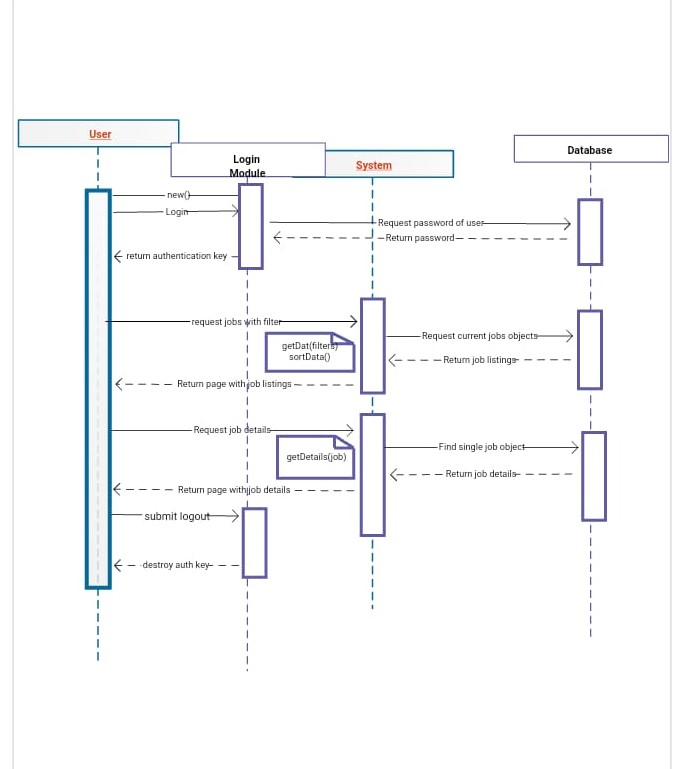 User
Login
Module
System
Database
new()
Login
Request password of user
Return password
return authentication key
request jobs with filter
Request current jobs objects
getDat(filters)
sortData()
Return job listings
Return page with job listings
Request job details
Find single job object
getDetails(job)
Return job details
Return page with job details
submit logout
destroy auth key